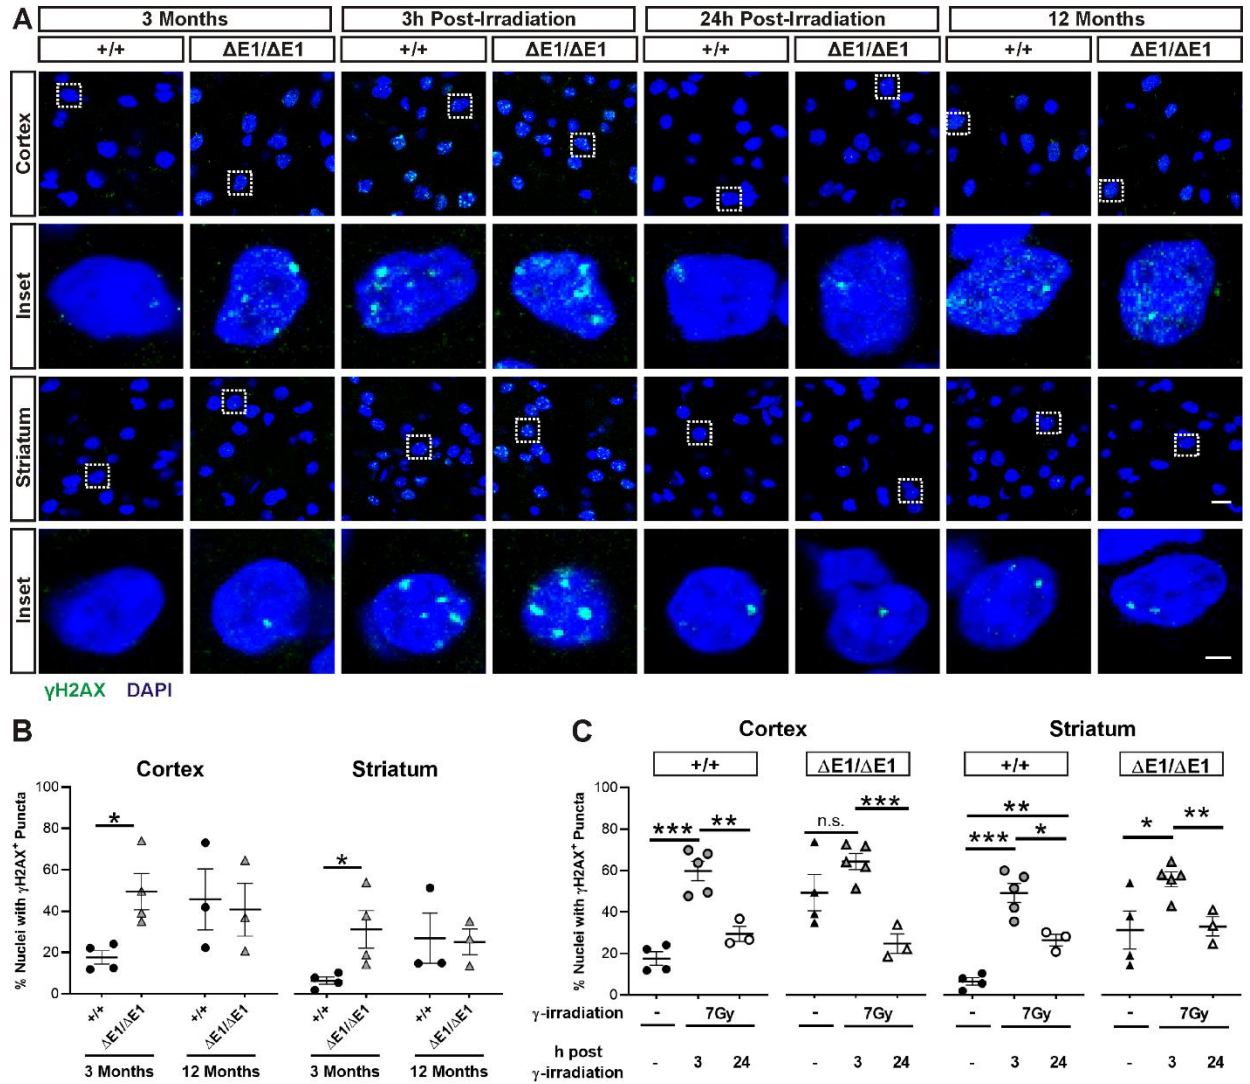 A
3 Months 3h Post-Irradiation 24h Post-Irradiation 12 Months
+/+ ΔE1/ΔE1 +/+ ΔE1/ΔE1 +/+ ΔE1/ΔE1 +/+ ΔE1/ΔE1
Cortex
Inset
Striatum
Inset
γH2AX DAPI
B
Cortex Striatum
% Nuclei with γH2AX⁺ Puncta
100
80
60
40
20
0
* *
+/+ ΔE1/ΔE1 +/+ ΔE1/ΔE1 +/+ ΔE1/ΔE1 +/+ ΔE1/ΔE1
3 Months 12 Months 3 Months 12 Months
C
Cortex Striatum
+/+ ΔE1/ΔE1 +/+ ΔE1/ΔE1
% Nuclei with γH2AX⁺ Puncta
100
80
60
40
20
0
*** ** n.s. *** ** *** * * **
γ-irradiation - 7Gy - 7Gy - 7Gy - 7Gy
h post
γ-irradiation - 3 24 - 3 24 - 3 24 - 3 24